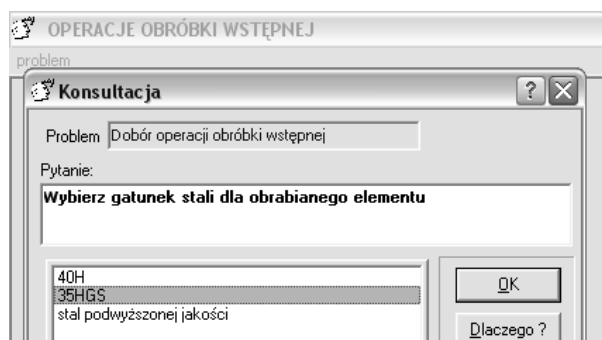 OPERACJE OBRÓBKI WSTĘPNEJ
problem
Konsultacja
Problem Dobór operacji obróbki wstępnej
Pytanie:
Wybierz gatunek stali dla obrabianego elementu
40H
35HGS
stal podwyższonej jakości
OK
Dlaczego ?